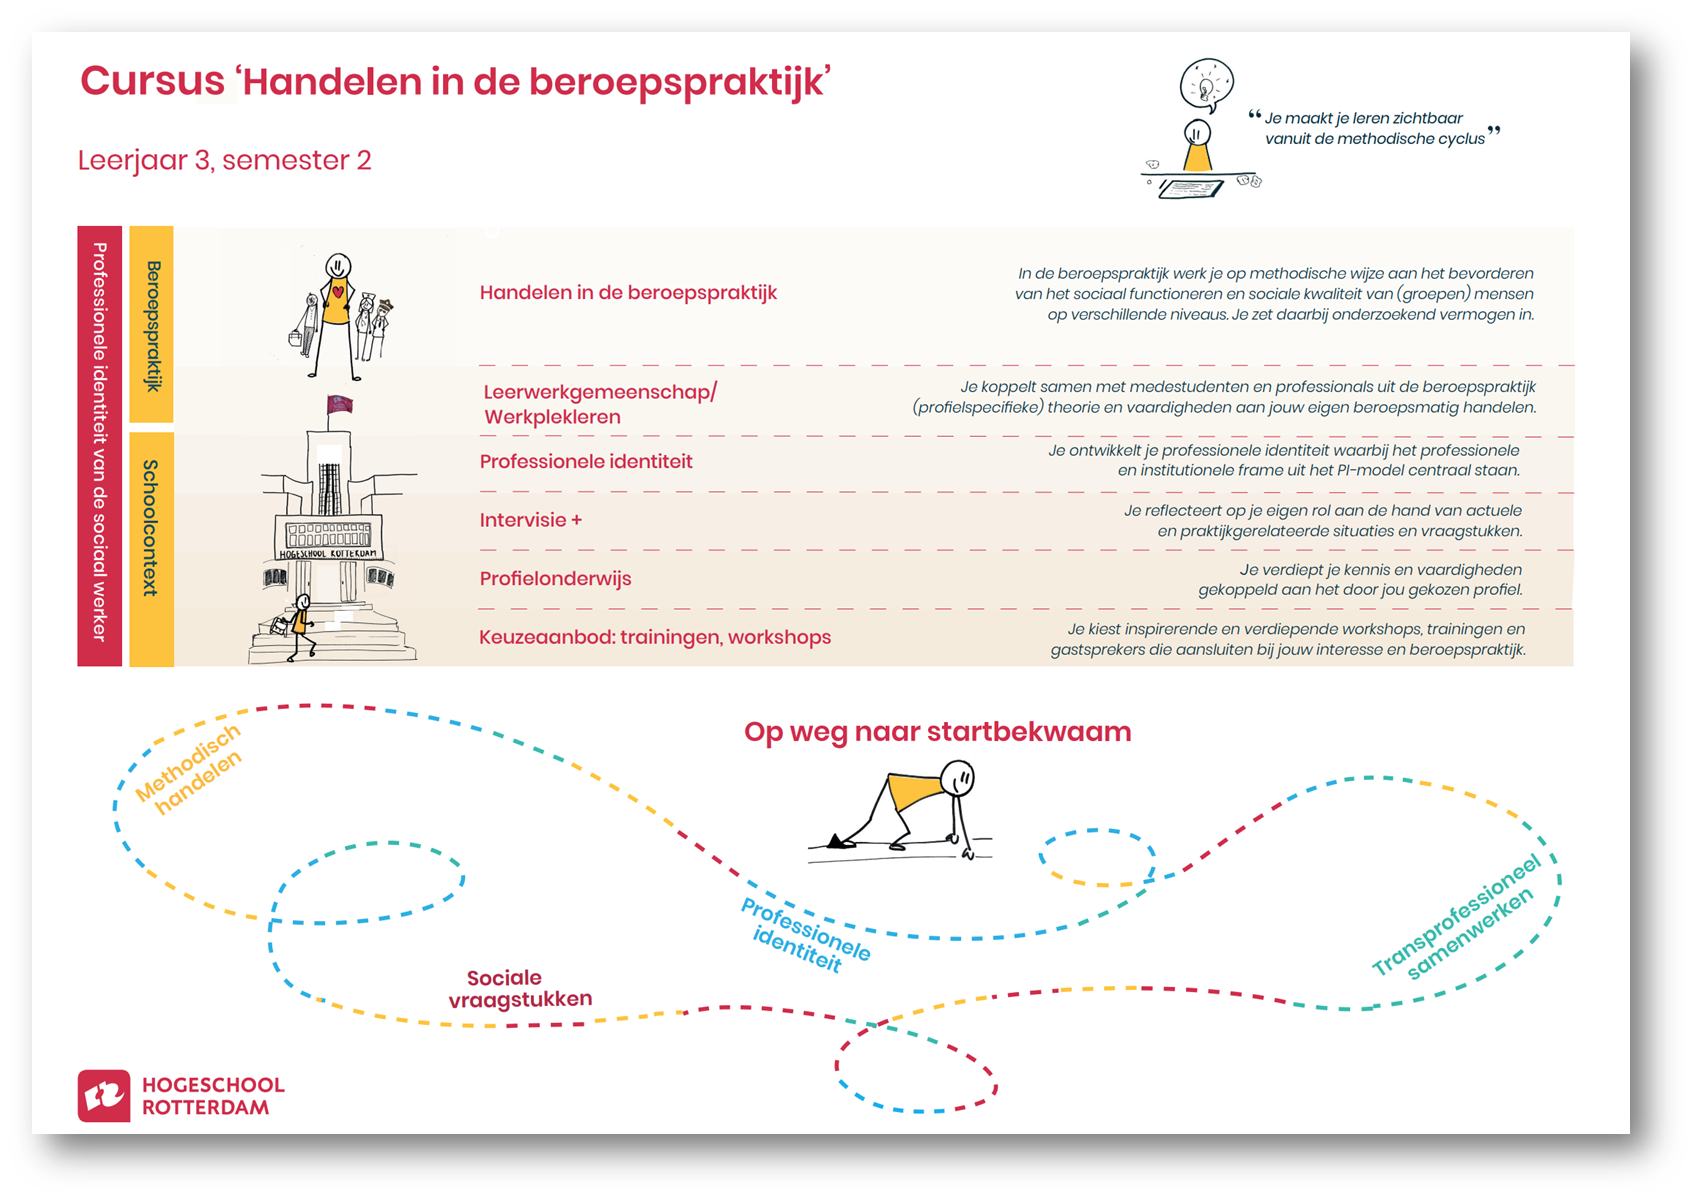 Cursus ‘Handelen in de beroepspraktijk’
Leerjaar 3, semester 2
“Je maakt je leren zichtbaar
vanuit de methodische cyclus”
Professionele identiteit van de sociaal werker
Beroepspraktijk
Schoolcontext
Handelen in de beroepspraktijk
In de beroepspraktijk werk je op methodische wijze aan het bevorderen
van het sociaal functioneren en sociale kwaliteit van (groepen) mensen
op verschillende niveaus. Je zet daarbij onderzoekend vermogen in.
Leerwerkgemeenschap/
Werkplekleren
Je koppelt samen met medestudenten en professionals uit de beroepspraktijk
(profielspecifieke) theorie en vaardigheden aan jouw eigen beroepsmatig handelen.
Professionele identiteit
Je ontwikkelt je professionele identiteit waarbij het professionele
en institutionele frame uit het PI-model centraal staan.
Intervisie +
Je reflecteert op je eigen rol aan de hand van actuele
en praktijkgerelateerde situaties en vraagstukken.
HOGESCHOOL ROTTERDAM
Profielonderwijs
Je verdiept je kennis en vaardigheden
gekoppeld aan het door jou gekozen profiel.
Keuzeaanbod: trainingen, workshops
Je kiest inspirerende en verdiepende workshops, trainingen en
gastsprekers die aansluiten bij jouw interesse en beroepspraktijk.
Op weg naar startbekwaam
Methodisch
handelen
Professionele
identiteit
Transprofessioneel
samenwerken
Sociale
vraagstukken
HOGESCHOOL
ROTTERDAM